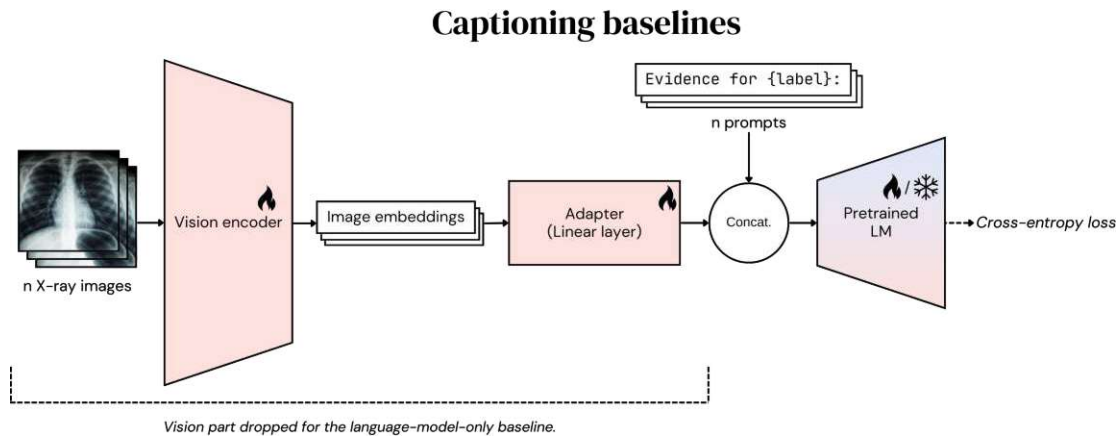 Captioning baselines
Evidence for {label}:
n prompts
Vision encoder
Image embeddings
Adapter
(Linear layer)
Concat.
/
Pretrained
LM
Cross-entropy loss
n X-ray images
Vision part dropped for the language-model-only baseline.